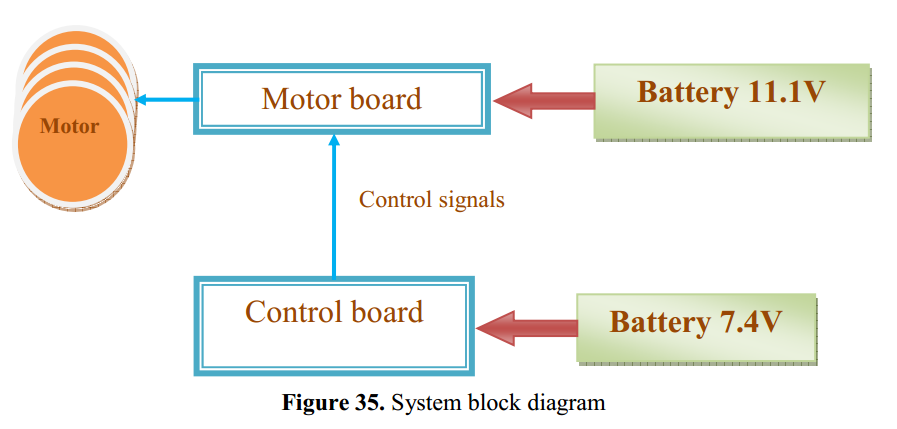 Motor
Motor board
Battery 11.1V
Control signals
Control board
Battery 7.4V
Figure 35. System block diagram